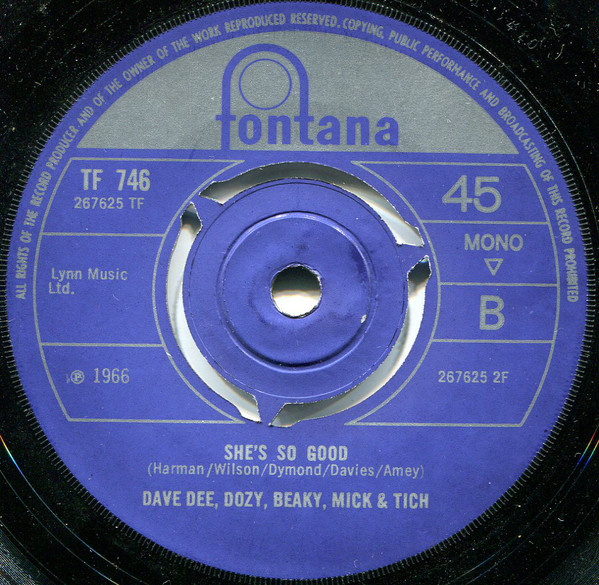 ALL RIGHTS OF THE RECORD PRODUCER AND OF THE OWNER OF THE WORK REPRODUCED RESERVED. COPYING, PUBLIC PERFORMANCE AND BROADCASTING OF THIS RECORD PROHIBITED
fontana
TF 746
267625 TF
45
MONO
Lynn Music
Ltd.
B
℗ 1966
267625 2F
SHE'S SO GOOD
(Harman/Wilson/Dymond/Davies/Amey)
DAVE DEE, DOZY, BEAKY, MICK & TICH